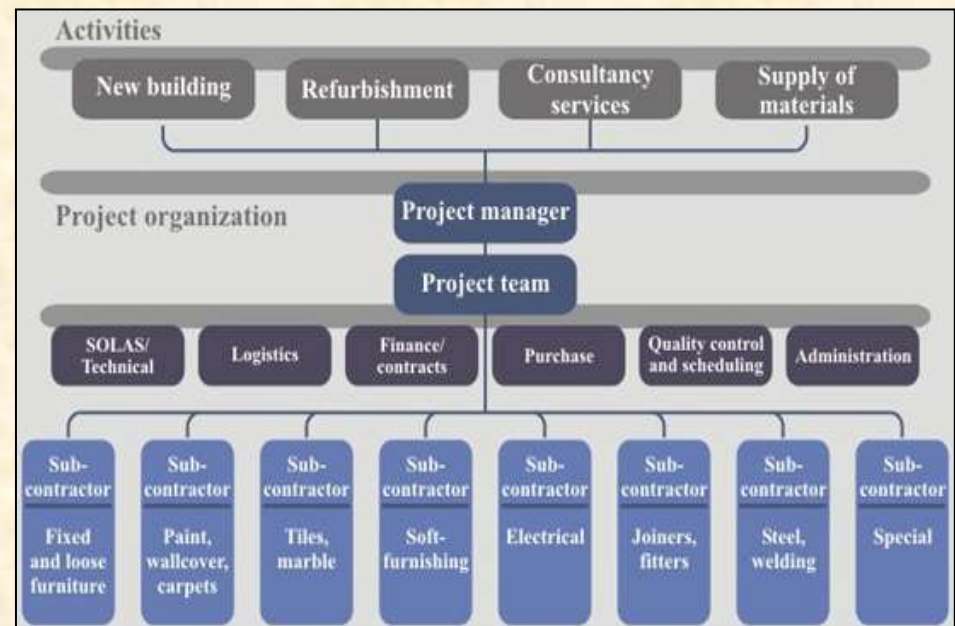 Activities
New building
Refurbishment
Consultancy
services
Supply of
materials
Project organization
Project manager
Project team
SOLAS/
Technical
Logistics
Finance/
contracts
Purchase
Quality control
and scheduling
Administration
Sub-
contractor
Fixed
and loose
furniture
Sub-
contractor
Paint,
wallcover,
carpets
Sub-
contractor
Tiles,
marble
Sub-
contractor
Soft-
furnishing
Sub-
contractor
Electrical
Sub-
contractor
Joiners,
fitters
Sub-
contractor
Steel,
welding
Sub-
contractor
Special